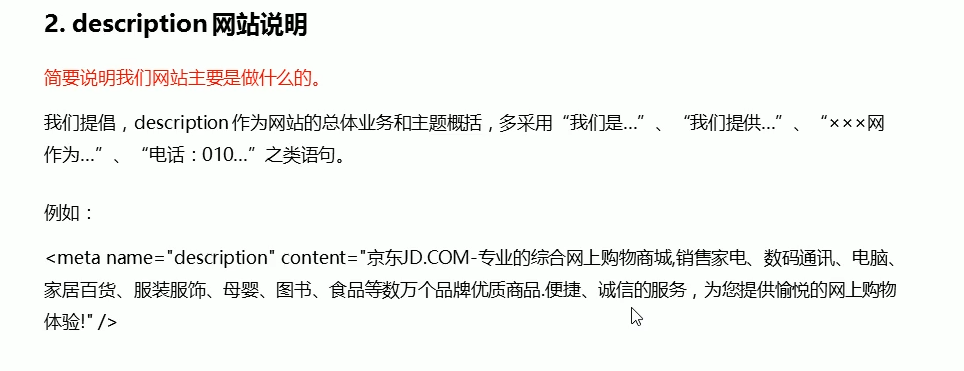 2. description 网站说明
简要说明我们网站主要是做什么的。
我们提倡，description 作为网站的总体业务和主题概括，多采用“我们是…”、“我们提供…”、“×××网
作为…”、“电话：010…”之类语句。
例如：
<meta name="description" content="京东JD.COM-专业的综合网上购物商城,销售家电、数码通讯、电脑、
家居百货、服装服饰、母婴、图书、食品等数万个品牌优质商品.便捷、诚信的服务，为您提供愉悦的网上购物
体验!" />